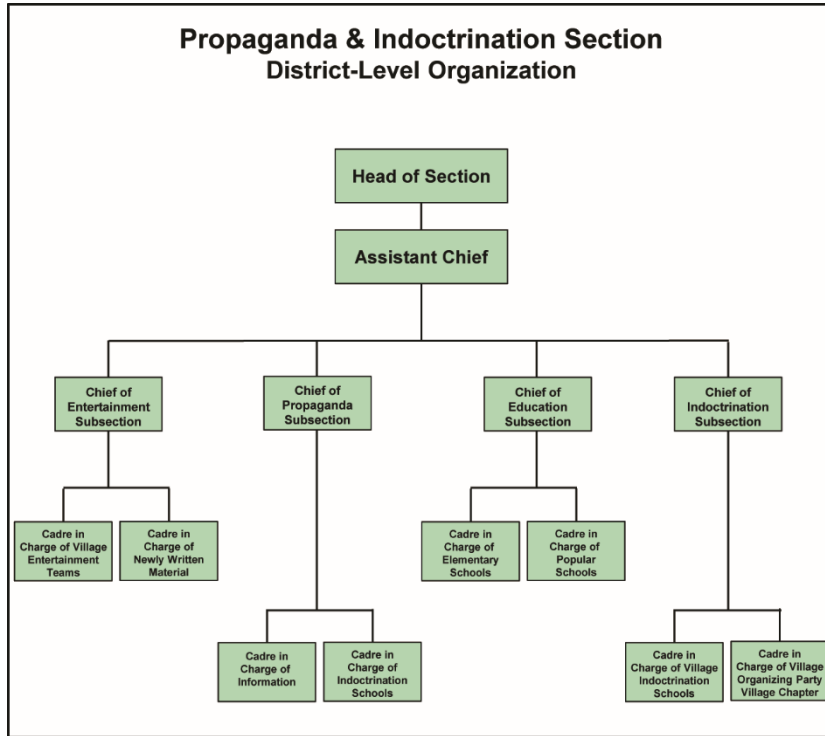 Propaganda & Indoctrination Section
District-Level Organization
Head of Section
Assistant Chief
Chief of
Entertainment
Subsection
Chief of
Propaganda
Subsection
Chief of
Education
Subsection
Chief of
Indoctrination
Subsection
Cadre in
Charge of Village
Entertainment
Teams
Cadre in
Charge of
Newly Written
Material
Cadre in
Charge of
Elementary
Schools
Cadre in
Charge of
Popular
Schools
Cadre in
Charge of
Information
Cadre in
Charge of
Indoctrination
Schools
Cadre in
Charge of Village
Indoctrination
Schools
Cadre in
Charge of Village
Organizing Party
Village Chapter